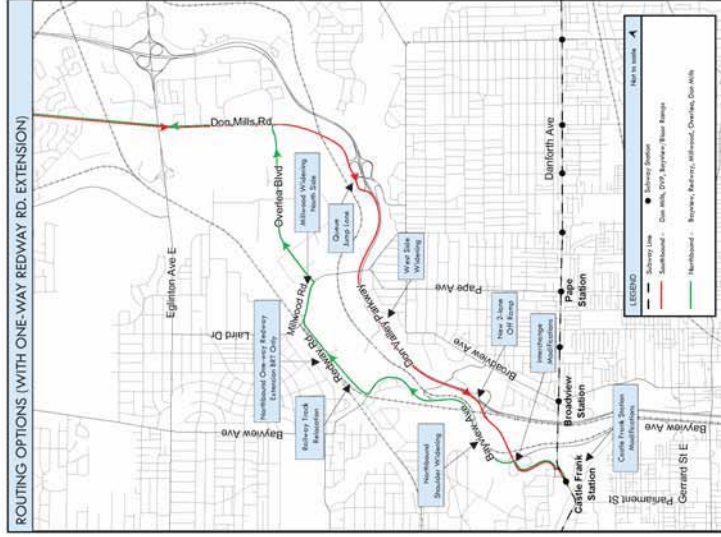 ROUTING OPTIONS (WITH ONE-WAY REDWAY RD. EXTENSION)
Don Mills Rd
Eglinton Ave E
Overlea Blvd
Millwood Widening
North Side
Queue
Jump Lane
Laird Dr
Millwood Rd
Northbound One-way Redway
Extension BRT Only
Redway Rd
Railway Track
Relocation
Bayview Ave
West Side
Widening
Don Valley Parkway
Pape Ave
Broadview Ave
New 2-lane
Off Ramp
Interchange
Modifications
Bayview Ave
Northbound
Shoulder Widening
Danforth Ave
Pape
Station
Broadview
Station
Castle Frank
Station
Castle Frank Station
Modifications
Bayview Ave
Parliament St
Gerrard St E
LEGEND
Not to scale
Subway Line
Subway Station
Southbound - Don Mills, DVP, Bayview/Bloor Ramps
Northbound - Bayview, Redway, Millwood, Overlea, Don Mills